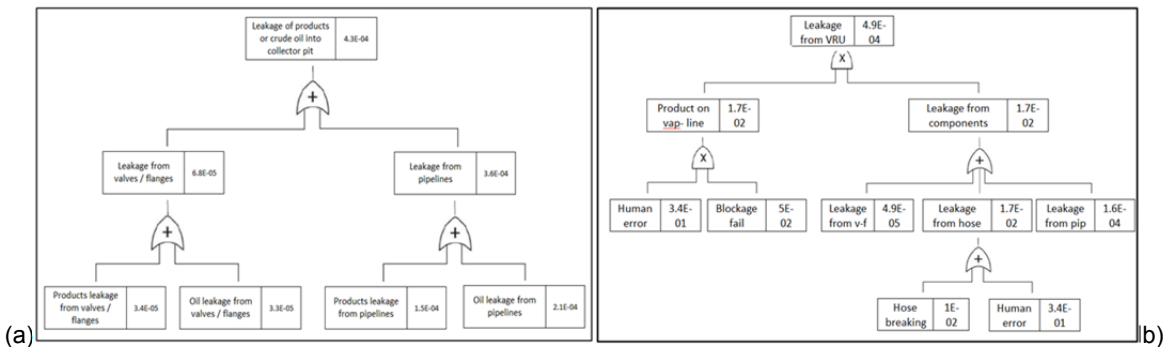 Leakage of products
or crude oil into
collector pit
4.3E-04
+
Leakage from
valves / flanges
6.8E-05
Leakage from
pipelines
3.6E-04
+
+
Products leakage
from valves /
flanges
3.4E-05
Oil leakage from
valves / flanges
3.3E-05
Products leakage
from pipelines
1.5E-04
Oil leakage from
pipelines
2.1E-04
(a)
Leakage
from VRU
4.9E-
04
X
Product on
vap- line
1.7E-
02
Leakage from
components
1.7E-
02
X
+
Human
error
3.4E-
01
Blockage
fail
5E-
02
Leakage
from v-f
4.9E-
05
Leakage
from hose
1.7E-
02
Leakage
from pip
1.6E-
04
+
Hose
breaking
1E-
02
Human
error
3.4E-
01
b)